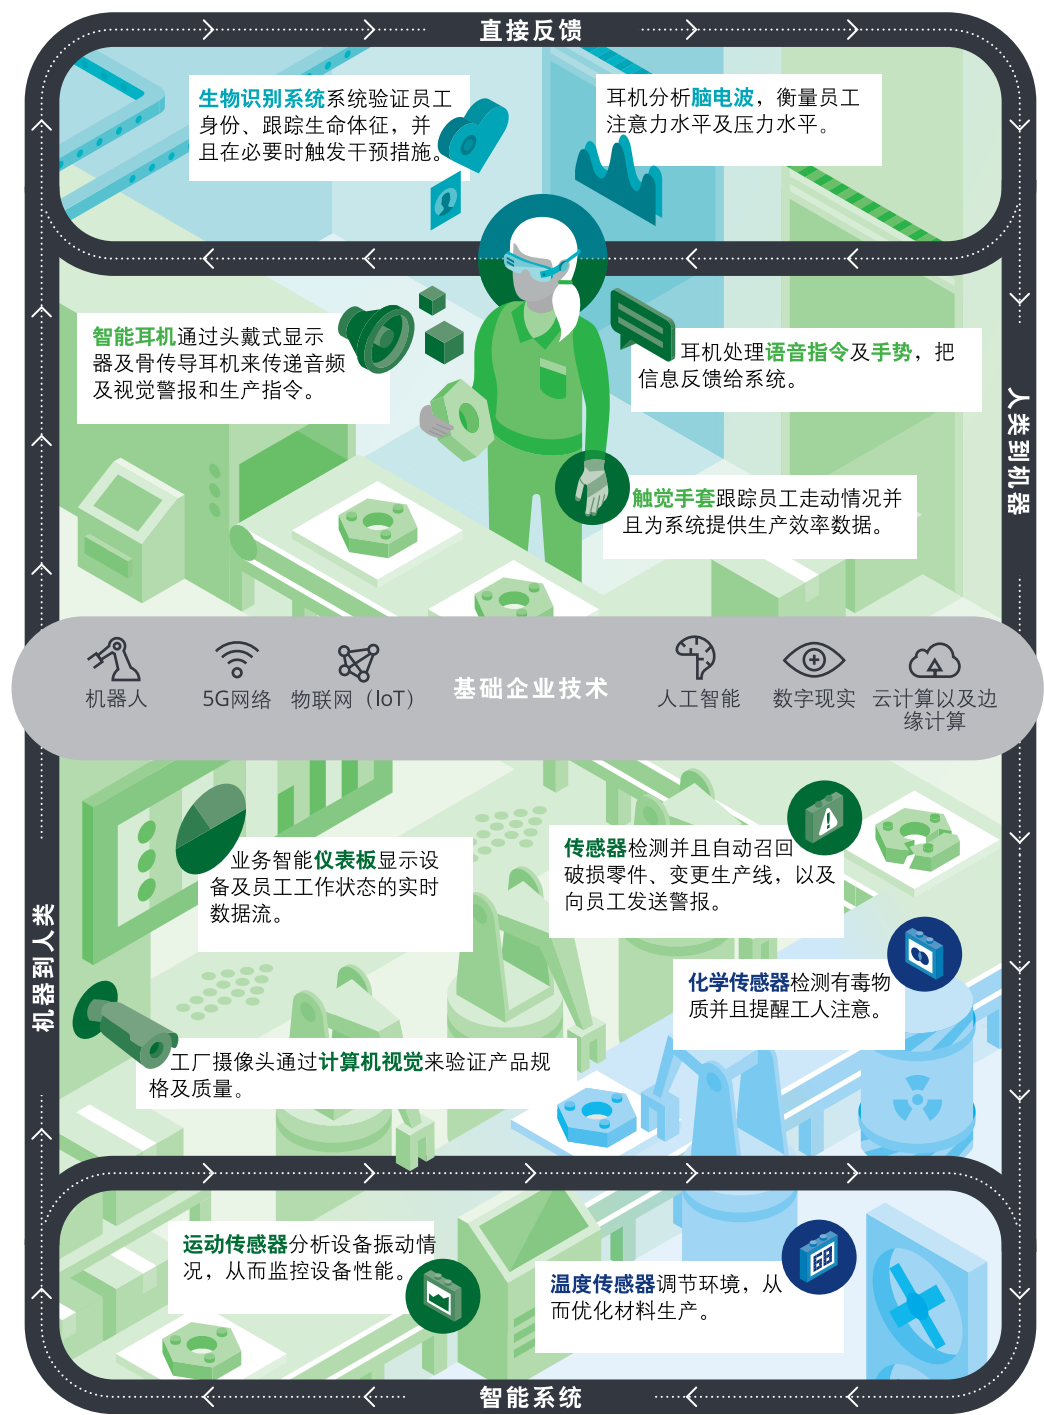 直接反馈
生物识别系统系统验证员工
身份、跟踪生命体征，并
且在必要时触发干预措施。
耳机分析脑电波，衡量员工
注意力水平及压力水平。
智能耳机通过头戴式显示
器及骨传导耳机来传递音频
及视觉警报和生产指令。
耳机处理语音指令及手势，把
信息反馈给系统。
人类到机器
触觉手套跟踪员工走动情况并
且为系统提供生产效率数据。
机器人
5G网络
物联网（IoT）
基础企业技术
人工智能
数字现实
云计算以及边
缘计算
业务智能仪表板显示设
备及员工工作状态的实时
数据流。
传感器检测并且自动召回
破损零件、变更生产线，以及
向员工发送警报。
机器到人类
化学传感器检测有毒物
质并且提醒工人注意。
工厂摄像头通过计算机视觉来验证产品规
格及质量。
运动传感器分析设备振动情
况，从而监控设备性能。
68
温度传感器调节环境，从
而优化材料生产。
智能系统